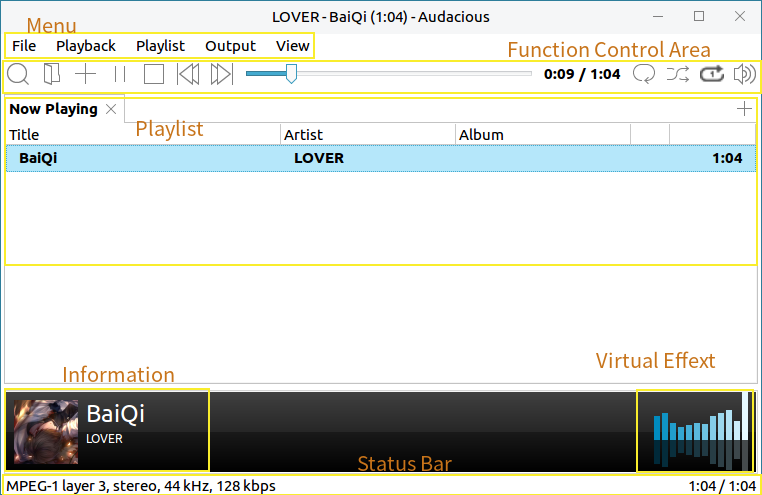 LOVER - BaiQi (1:04) - Audacious
Menu
File Playback Playlist Output View
Function Control Area
0:09 / 1:04
1
Now Playing
Playlist
Title Artist Album
BaiQi LOVER 1:04
Virtual Effext
Information
BaiQi
LOVER
Status Bar
MPEG-1 layer 3, stereo, 44 kHz, 128 kbps 1:04 / 1:04